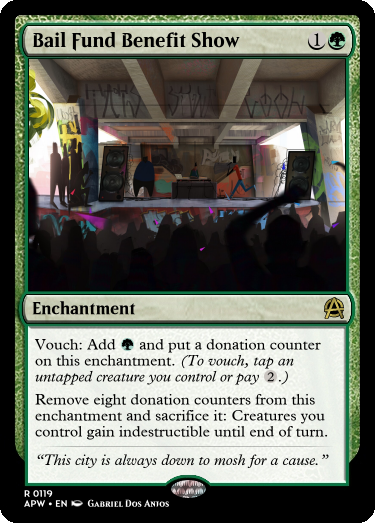 Bail Fund Benefit Show 1
Enchantment
Vouch: Add and put a donation counter
on this enchantment. (To vouch, tap an
untapped creature you control or pay 2.)
Remove eight donation counters from this
enchantment and sacrifice it: Creatures you
control gain indestructible until end of turn.
“This city is always down to mosh for a cause.”
R 0119
APW • EN Gabriel Dos Antos